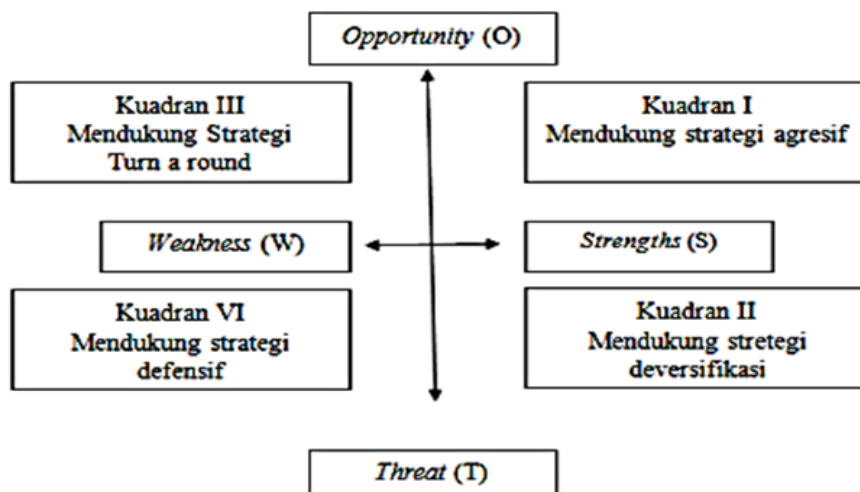 Opportunity (O)
Kuadran III
Mendukung Strategi
Turn a round
Kuadran I
Mendukung strategi agresif
Weakness (W)
Strengths (S)
Kuadran VI
Mendukung strategi
defensif
Kuadran II
Mendukung stretegi
deversifikasi
Threat (T)